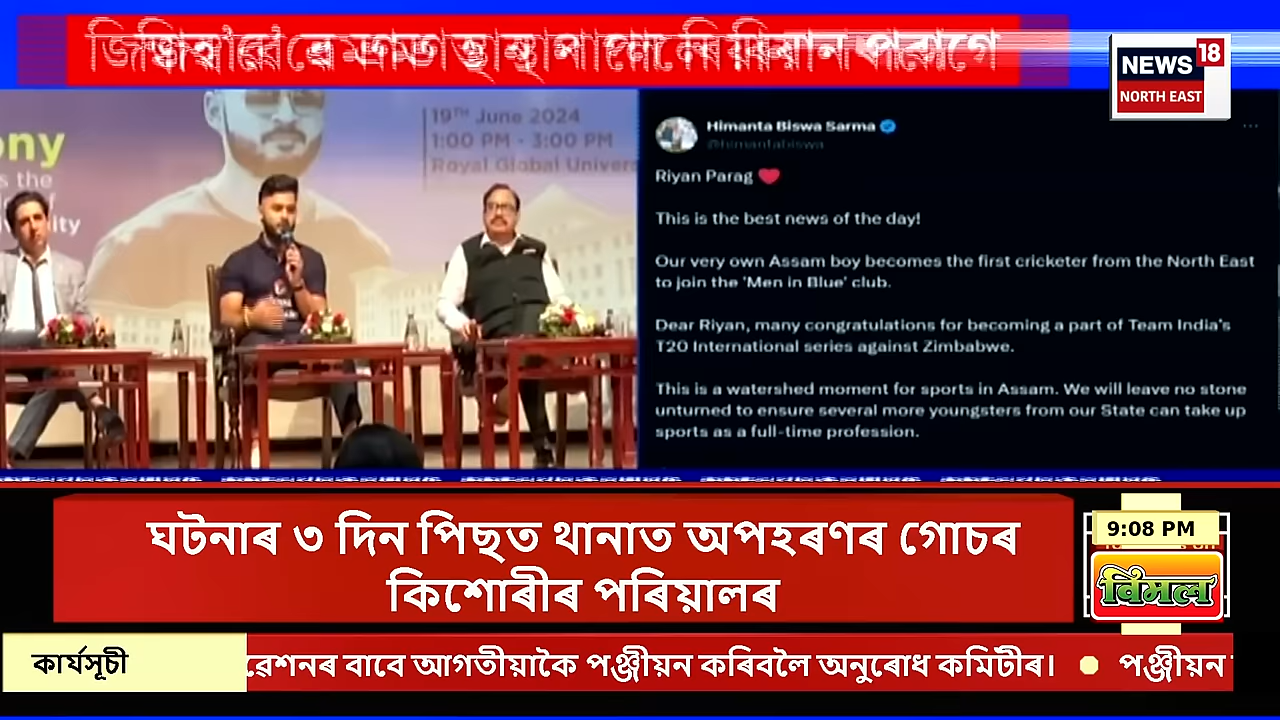 NEWS 18
NORTH EAST
19TH June 2024
1:00 PM - 3:00 PM
Royal Global Univers
ony
s the
sity
Himanta Biswa Sarma
@himantabiswa
Riyan Parag ❤️
This is the best news of the day!
Our very own Assam boy becomes the first cricketer from the North East
to join the 'Men in Blue' club.
Dear Riyan, many congratulations for becoming a part of Team India's
T20 International series against Zimbabwe.
This is a watershed moment for sports in Assam. We will leave no stone
unturned to ensure several more youngsters from our State can take up
sports as a full-time profession.
ঘটনাৰ ৩ দিন পিছত থানাত অপহৰণৰ গোচৰ
কিশোৰীৰ পৰিয়ালৰ
9:08 PM
विमल
কাৰ্যসূচী
ৱেশনৰ বাবে আগতীয়াকৈ পঞ্জীয়ন কৰিবলৈ অনুৰোধ কমিটীৰ। ● পঞ্জীয়ন